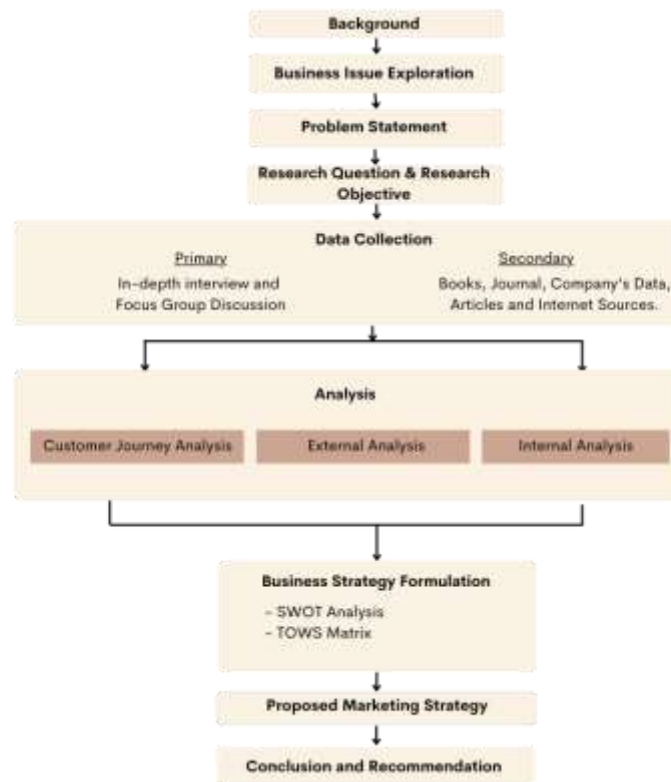 Background
Business Issue Exploration
Problem Statement
Research Question & Research
Objective
Data Collection
Primary
In-depth interview and
Focus Group Discussion
Secondary
Books, Journal, Company's Data,
Articles and Internet Sources.
Analysis
Customer Journey Analysis
External Analysis
Internal Analysis
Business Strategy Formulation
- SWOT Analysis
- TOWS Matrix
Proposed Marketing Strategy
Conclusion and Recommendation